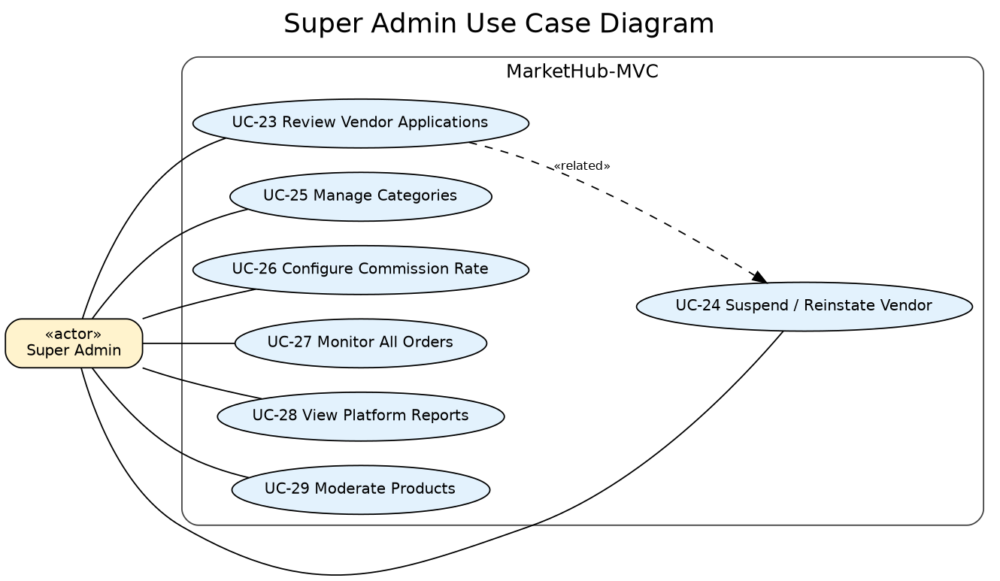 Super Admin Use Case Diagram
MarketHub-MVC
UC-23 Review Vendor Applications
«related»
UC-25 Manage Categories
UC-26 Configure Commission Rate
UC-24 Suspend / Reinstate Vendor
«actor»
Super Admin
UC-27 Monitor All Orders
UC-28 View Platform Reports
UC-29 Moderate Products